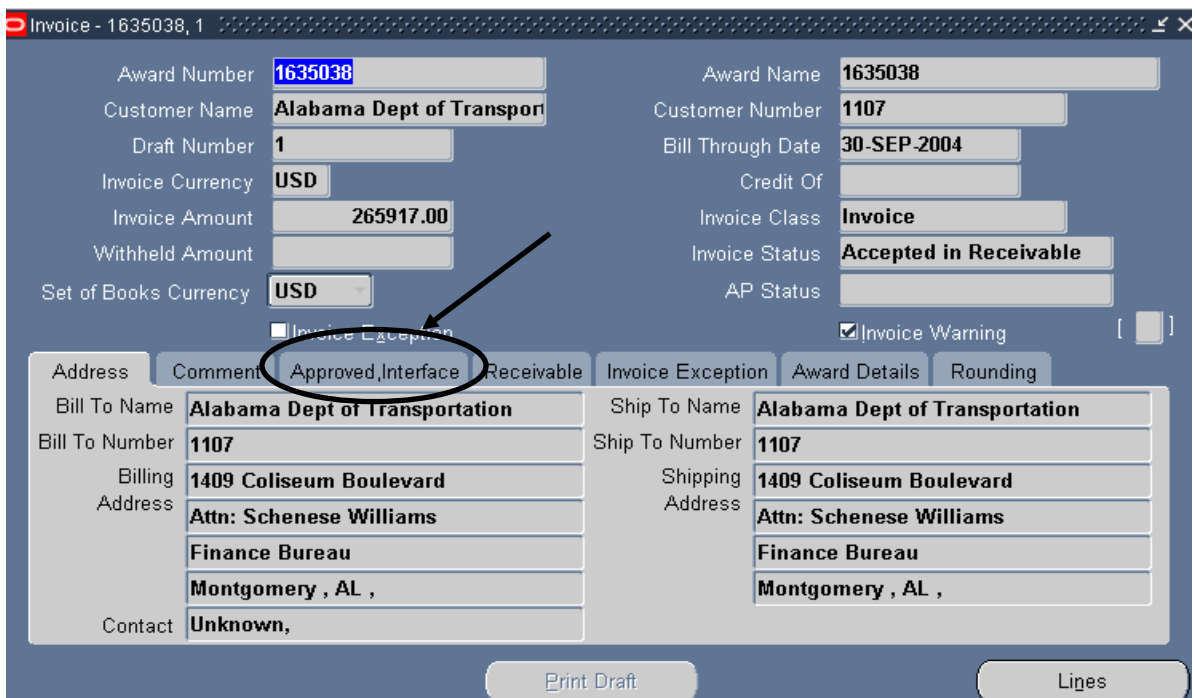 Invoice - 1635038, 1
Award Number 1635038 Award Name 1635038
Customer Name Alabama Dept of Transport Customer Number 1107
Draft Number 1 Bill Through Date 30-SEP-2004
Invoice Currency USD Credit Of
Invoice Amount 265917.00 Invoice Class Invoice
Withheld Amount Invoice Status Accepted in Receivable
Set of Books Currency USD AP Status
Invoice Exception Invoice Warning [ ]
Address Comment Approved,Interface Receivable Invoice Exception Award Details Rounding
Bill To Name Alabama Dept of Transportation Ship To Name Alabama Dept of Transportation
Bill To Number 1107 Ship To Number 1107
Billing Address 1409 Coliseum Boulevard Shipping Address 1409 Coliseum Boulevard
Attn: Schenese Williams Attn: Schenese Williams
Finance Bureau Finance Bureau
Montgomery , AL , Montgomery , AL ,
Contact Unknown,
Print Draft Lines